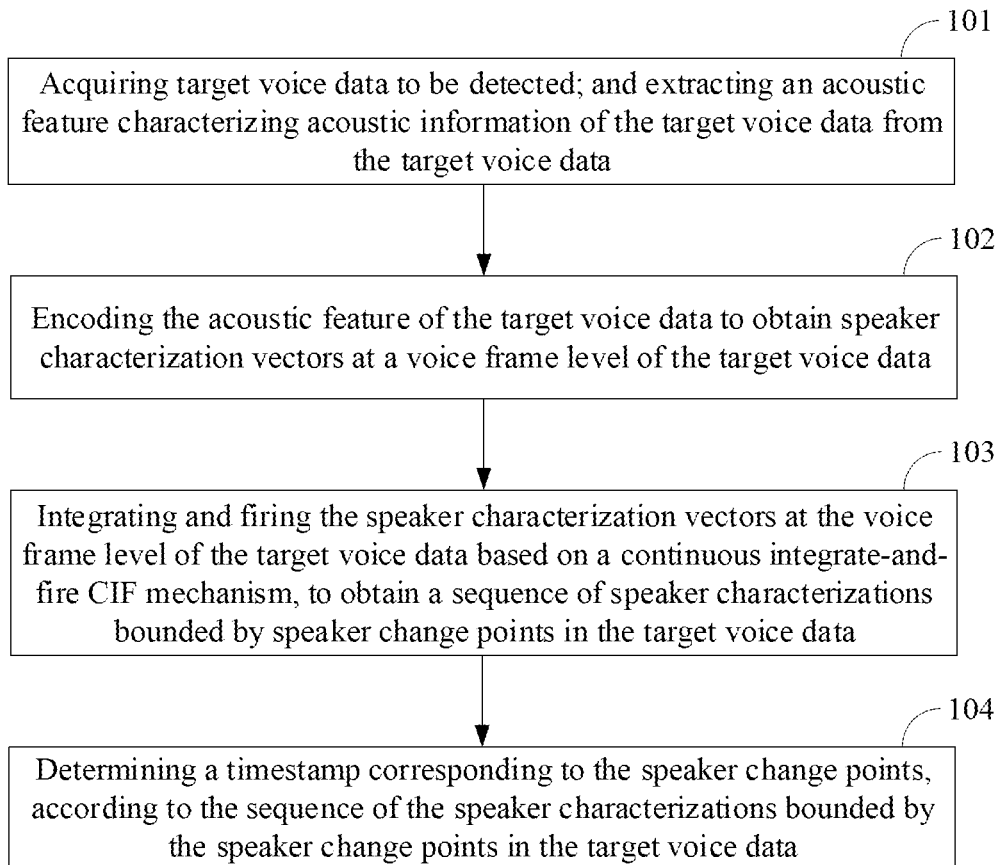 101
Acquiring target voice data to be detected; and extracting an acoustic
feature characterizing acoustic information of the target voice data from
the target voice data
102
Encoding the acoustic feature of the target voice data to obtain speaker
characterization vectors at a voice frame level of the target voice data
103
Integrating and firing the speaker characterization vectors at the voice
frame level of the target voice data based on a continuous integrate-and-
fire CIF mechanism, to obtain a sequence of speaker characterizations
bounded by speaker change points in the target voice data
104
Determining a timestamp corresponding to the speaker change points,
according to the sequence of the speaker characterizations bounded by
the speaker change points in the target voice data